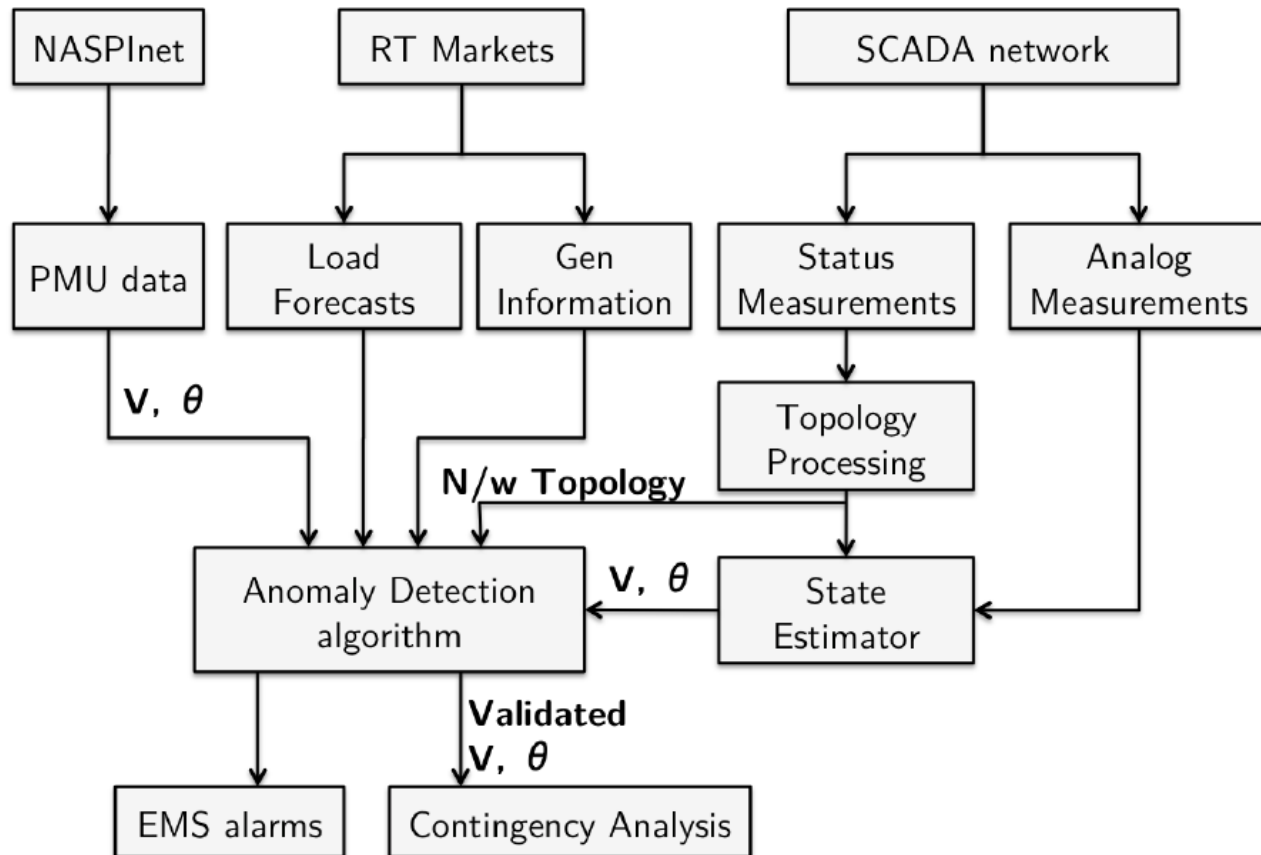 NASPInet
RT Markets
SCADA network
PMU data
Load
Forecasts
Gen
Information
Status
Measurements
Analog
Measurements
V, θ
Topology
Processing
N/w Topology
Anomaly Detection
algorithm
V, θ
State
Estimator
Validated
V, θ
EMS alarms
Contingency Analysis